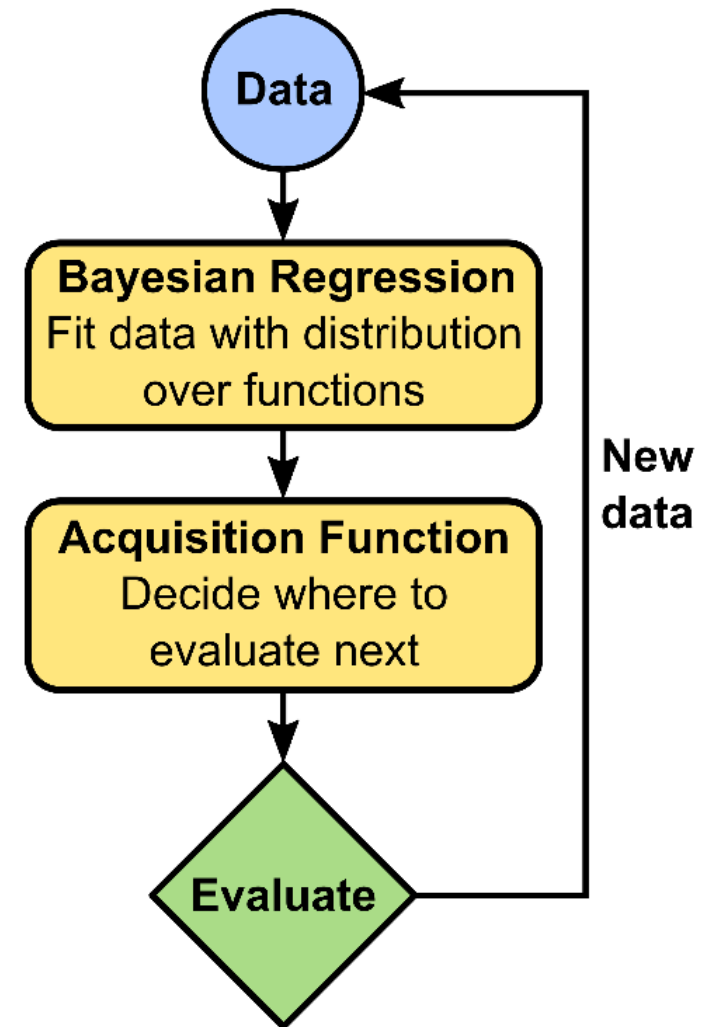 Data
Bayesian Regression
Fit data with distribution
over functions
New
data
Acquisition Function
Decide where to
evaluate next
Evaluate